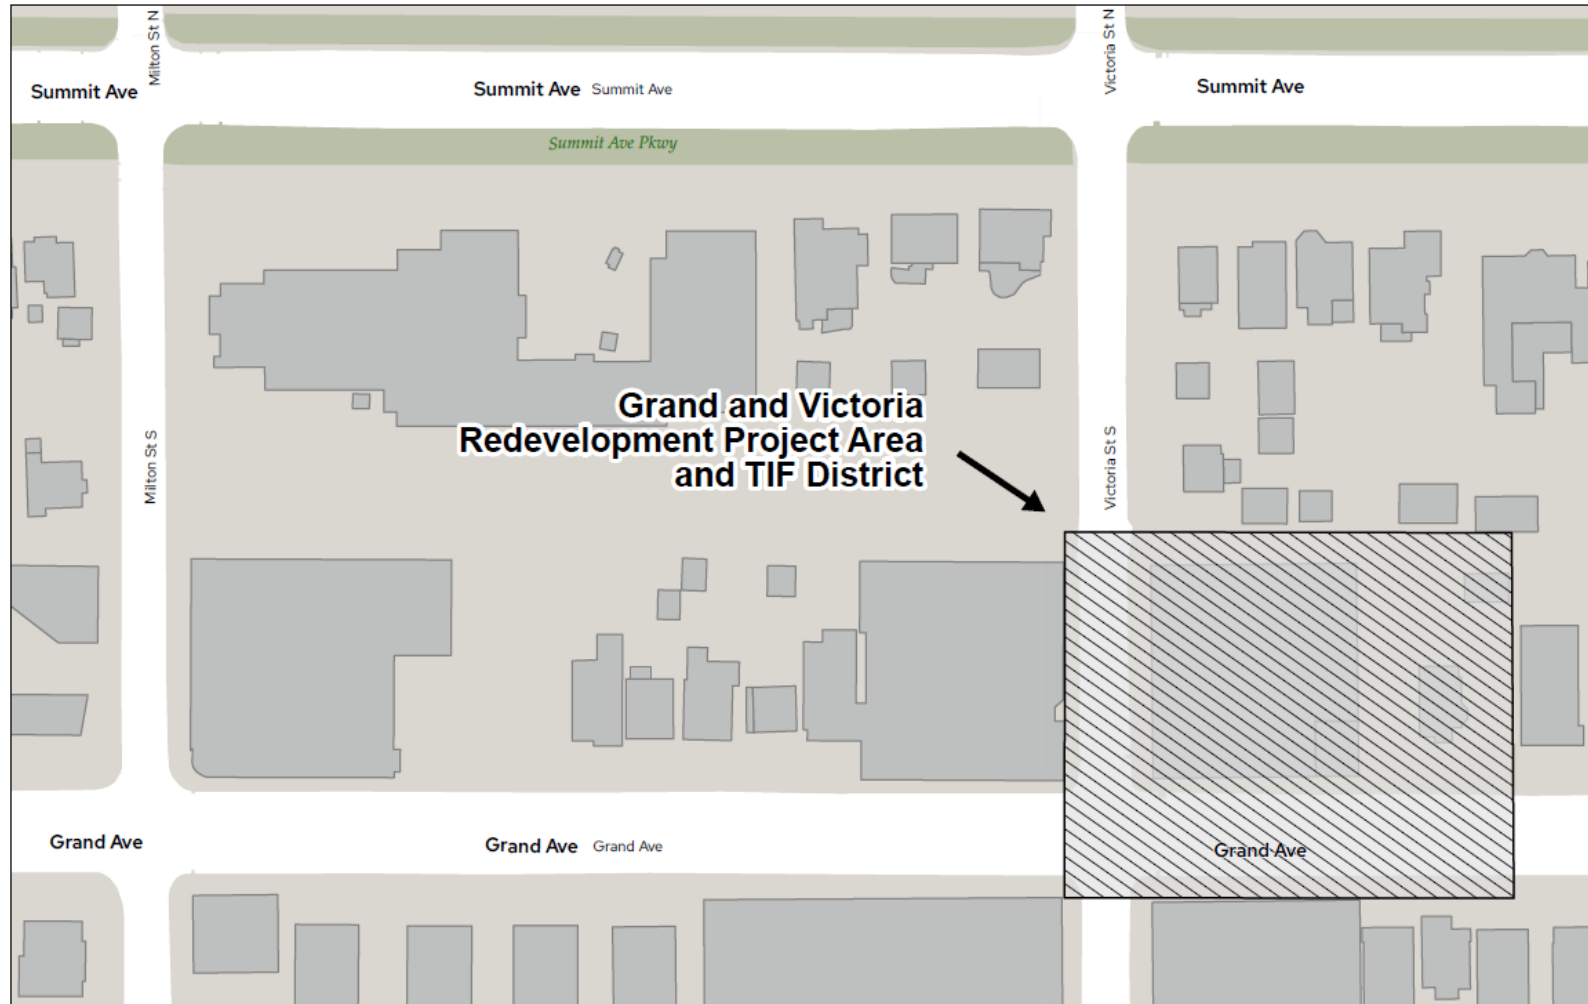 Milton St N
Victoria St N
Summit Ave
Summit Ave Summit Ave
Summit Ave
Summit Ave Pkwy
Grand and Victoria
Redevelopment Project Area
and TIF District
Milton St S
Victoria St S
Grand Ave
Grand Ave Grand Ave
Grand Ave